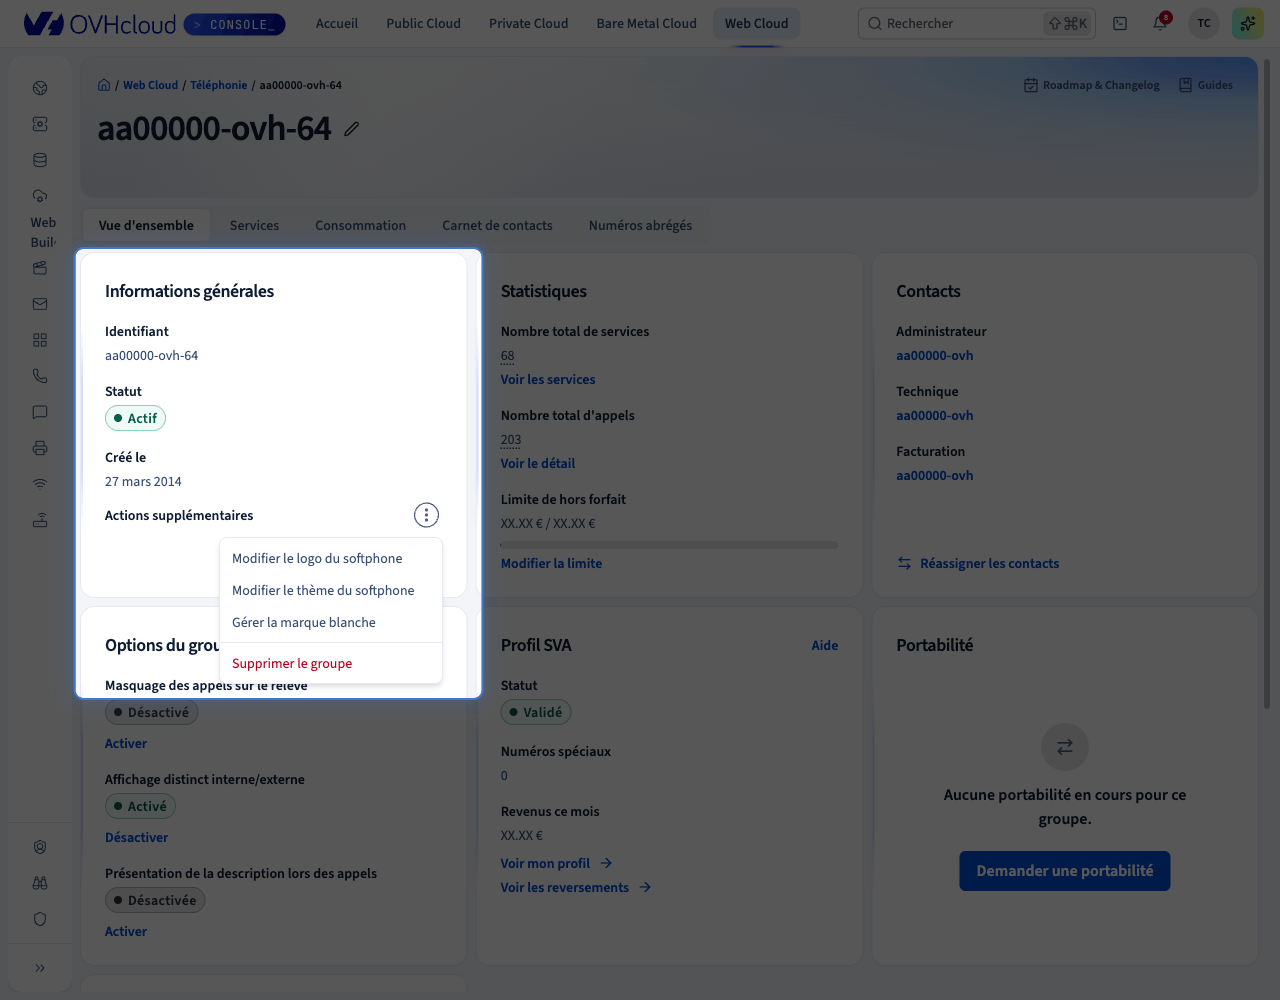 OVHcloud > CONSOLE_
Accueil
Public Cloud
Private Cloud
Bare Metal Cloud
Web Cloud
Rechercher
⇧⌘K
8
TC
/ Web Cloud / Téléphonie / aa00000-ovh-64
Roadmap & Changelog
Guides
aa00000-ovh-64
Web
Vue d'ensemble
Services
Consommation
Carnet de contacts
Numéros abrégés
Informations générales
Identifiant
aa00000-ovh-64
Statut
Actif
Créé le
27 mars 2014
Actions supplémentaires
Modifier le logo du softphone
Modifier le thème du softphone
Gérer la marque blanche
Supprimer le groupe
Statistiques
Nombre total de services
68
Voir les services
Nombre total d'appels
203
Voir le détail
Limite de hors forfait
XX.XX € / XX.XX €
Modifier la limite
Contacts
Administrateur
aa00000-ovh
Technique
aa00000-ovh
Facturation
aa00000-ovh
Réassigner les contacts
Options du grou
Masquage des appels sur le relevé
Désactivé
Activer
Affichage distinct interne/externe
Activé
Désactiver
Présentation de la description lors des appels
Désactivée
Activer
Profil SVA
Aide
Statut
Validé
Numéros spéciaux
0
Revenus ce mois
XX.XX €
Voir mon profil →
Voir les reversements →
Portabilité
Aucune portabilité en cours pour ce
groupe.
Demander une portabilité